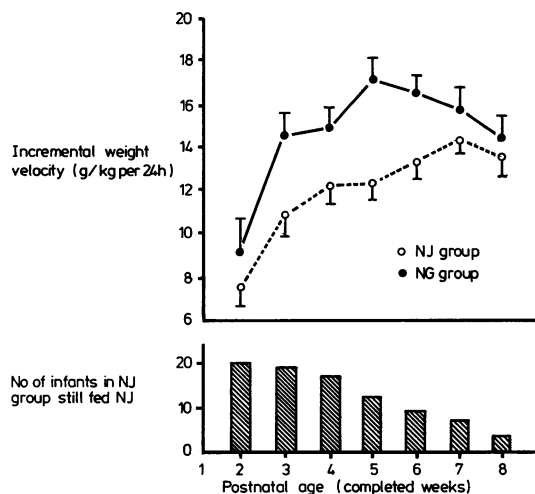 20
18
16
14
12
10
8
6
Incremental weight
velocity (g/kg per 24h)
NJ group
NG group
No of infants in NJ
group still fed NJ
20
10
0
1 2 3 4 5 6 7 8
Postnatal age (completed weeks)